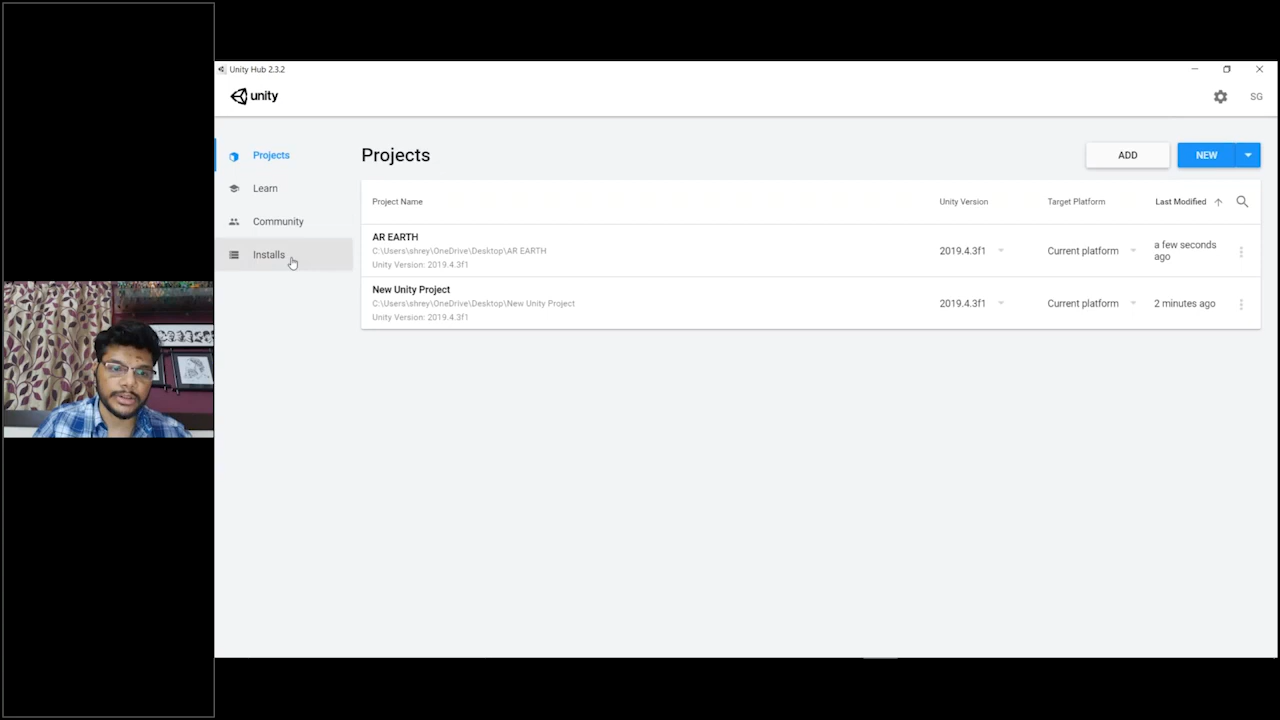 Unity Hub 2.3.2
unity
SG
Projects
Learn
Community
Installs
Projects
ADD
NEW
Project Name
Unity Version
Target Platform
Last Modified
AR EARTH
C:\Users\shrey\OneDrive\Desktop\AR EARTH
Unity Version: 2019.4.3f1
2019.4.3f1
Current platform
a few seconds
ago
New Unity Project
C:\Users\shrey\OneDrive\Desktop\New Unity Project
Unity Version: 2019.4.3f1
2019.4.3f1
Current platform
2 minutes ago